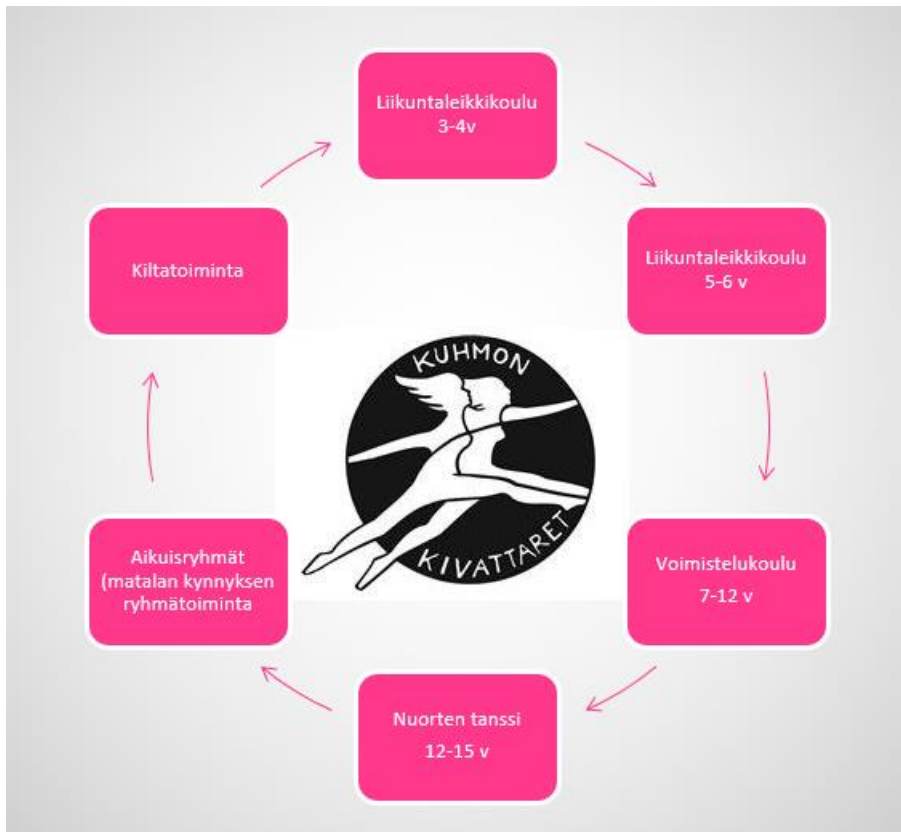 Liikuntaleikkikoulu
3-4v
Liikuntaleikkikoulu
5-6 v
Voimistelukoulu
7-12 v
Nuorten tanssi
12-15 v
Aikuisryhmät
(matalan kynnyksen
ryhmätoiminta
Kiltatoiminta
KUHMON
KIVATTARET